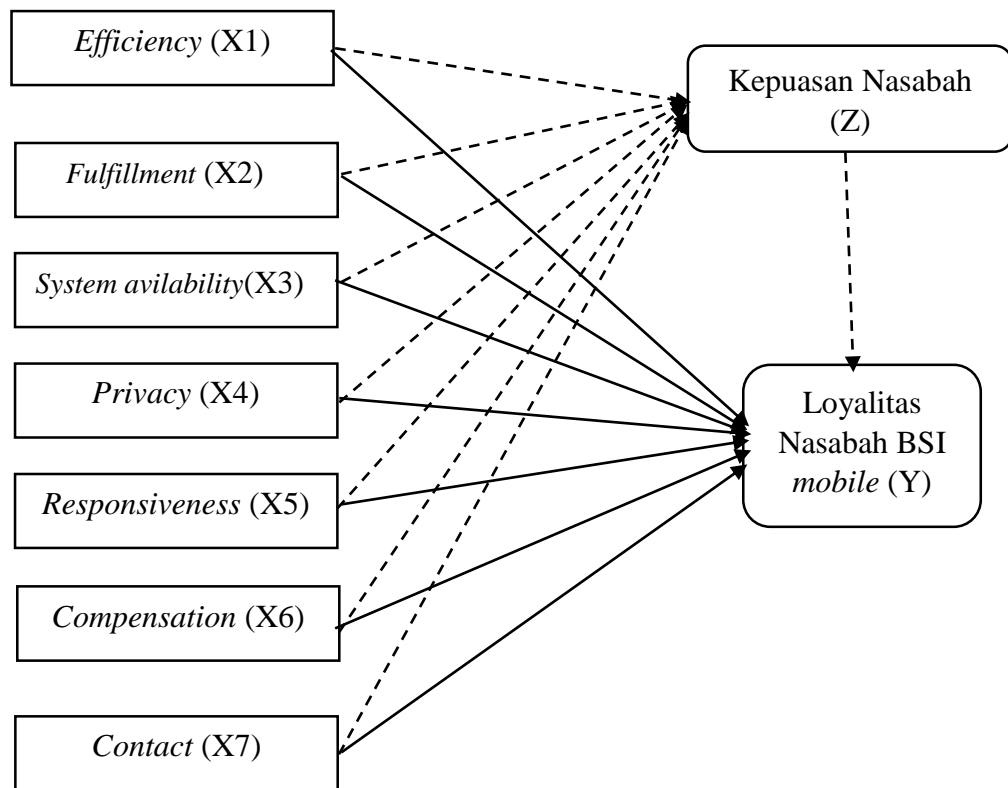 Efficiency (X1)
Kepuasan Nasabah
(Z)
Fulfillment (X2)
System avilability(X3)
Privacy (X4)
Loyalitas
Nasabah BSI
mobile (Y)
Responsiveness (X5)
Compensation (X6)
Contact (X7)